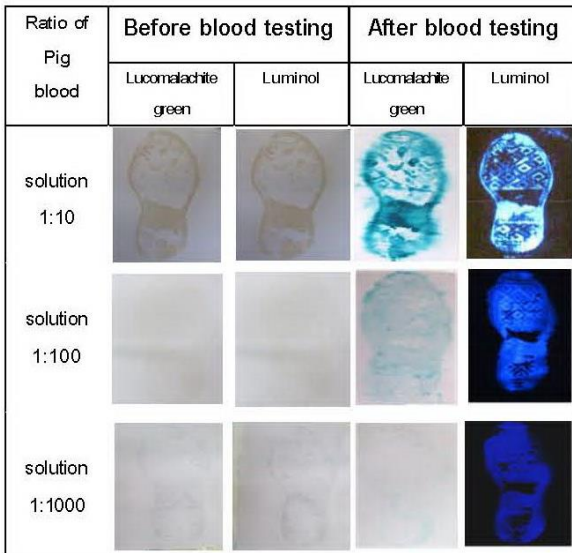 Ratio of
Pig
blood
Before blood testing
After blood testing
Lucomalachite
green
Luminol
Lucomalachite
green
Luminol
solution
1:10
solution
1:100
solution
1:1000